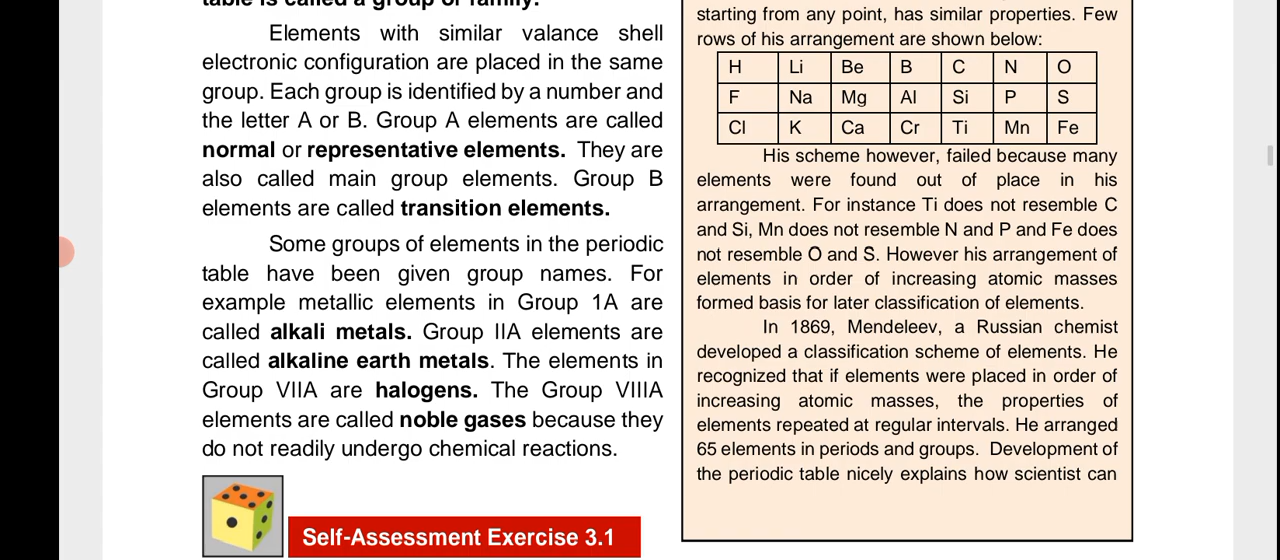 table is called a group or family.
Elements with similar valance shell
electronic configuration are placed in the same
group. Each group is identified by a number and
the letter A or B. Group A elements are called
normal or representative elements. They are
also called main group elements. Group B
elements are called transition elements.
Some groups of elements in the periodic
table have been given group names. For
example metallic elements in Group 1A are
called alkali metals. Group IIA elements are
called alkaline earth metals. The elements in
Group VIIA are halogens. The Group VIIIA
elements are called noble gases because they
do not readily undergo chemical reactions.
Self-Assessment Exercise 3.1
starting from any point, has similar properties. Few
rows of his arrangement are shown below:
H Li Be B C N O
F Na Mg Al Si P S
Cl K Ca Cr Ti Mn Fe
His scheme however, failed because many
elements were found out of place in his
arrangement. For instance Ti does not resemble C
and Si, Mn does not resemble N and P and Fe does
not resemble O and S. However his arrangement of
elements in order of increasing atomic masses
formed basis for later classification of elements.
In 1869, Mendeleev, a Russian chemist
developed a classification scheme of elements. He
recognized that if elements were placed in order of
increasing atomic masses, the properties of
elements repeated at regular intervals. He arranged
65 elements in periods and groups. Development of
the periodic table nicely explains how scientist can